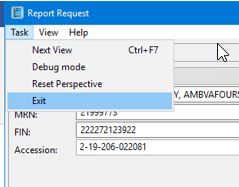 Report Request
Task View Help
Next View Ctrl+F7
Debug mode
Reset Perspective
Exit
Y, AMBVAFOURS
MRN: 21999773
FIN: 222272123922
Accession: 2-19-206-022081